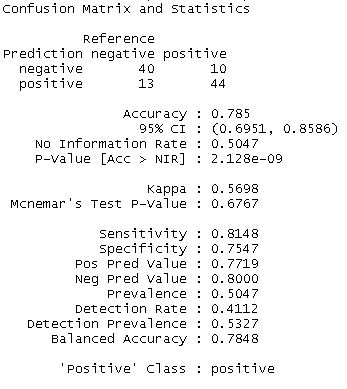 Confusion Matrix and Statistics
Reference
Prediction negative positive
negative 40 10
positive 13 44
Accuracy : 0.785
95% CI : (0.6951, 0.8586)
No Information Rate : 0.5047
P-Value [Acc > NIR] : 2.128e-09
Kappa : 0.5698
Mcnemar's Test P-Value : 0.6767
Sensitivity : 0.8148
Specificity : 0.7547
Pos Pred Value : 0.7719
Neg Pred Value : 0.8000
Prevalence : 0.5047
Detection Rate : 0.4112
Detection Prevalence : 0.5327
Balanced Accuracy : 0.7848
'Positive' Class : positive